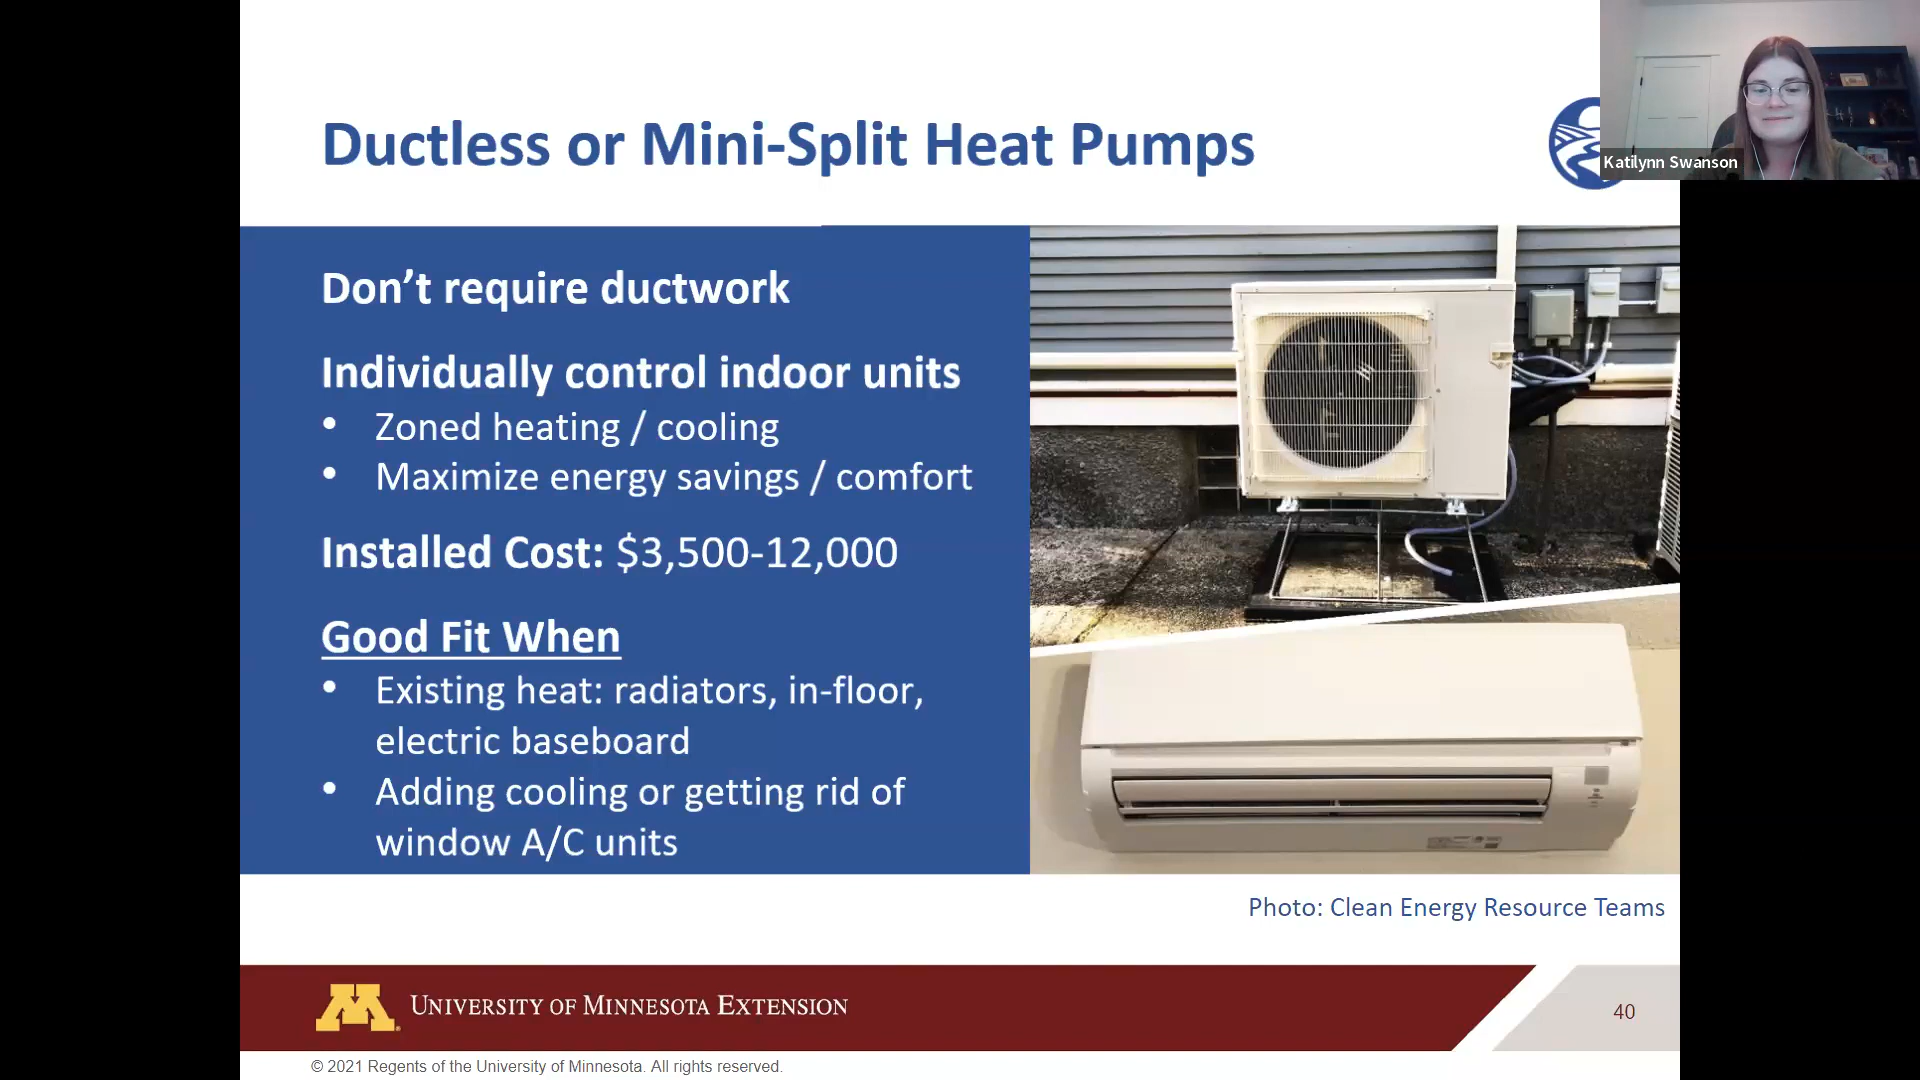 Ductless or Mini-Split Heat Pumps
Katilynn Swanson
Don't require ductwork
Individually control indoor units
• Zoned heating / cooling
• Maximize energy savings / comfort
Installed Cost: $3,500-12,000
Good Fit When
• Existing heat: radiators, in-floor,
electric baseboard
• Adding cooling or getting rid of
window A/C units
Photo: Clean Energy Resource Teams
M
UNIVERSITY OF MINNESOTA EXTENSION
40
© 2021 Regents of the University of Minnesota. All rights reserved.